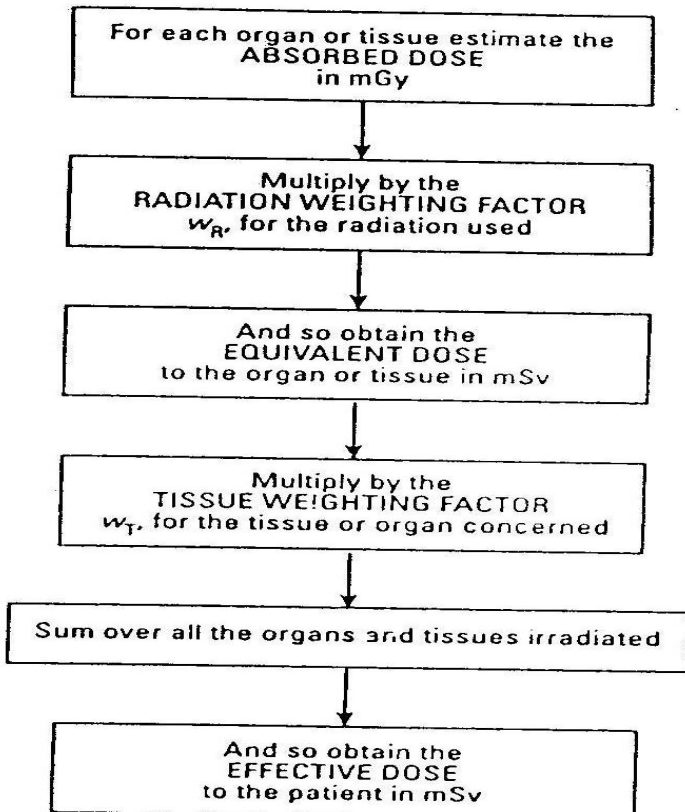 For each organ or tissue estimate the
ABSORBED DOSE
in mGy
Multiply by the
RADIATION WEIGHTING FACTOR
wR, for the radiation used
And so obtain the
EQUIVALENT DOSE
to the organ or tissue in mSv
Multiply by the
TISSUE WEIGHTING FACTOR
wT, for the tissue or organ concerned
Sum over all the organs and tissues irradiated
And so obtain the
EFFECTIVE DOSE
to the patient in mSv